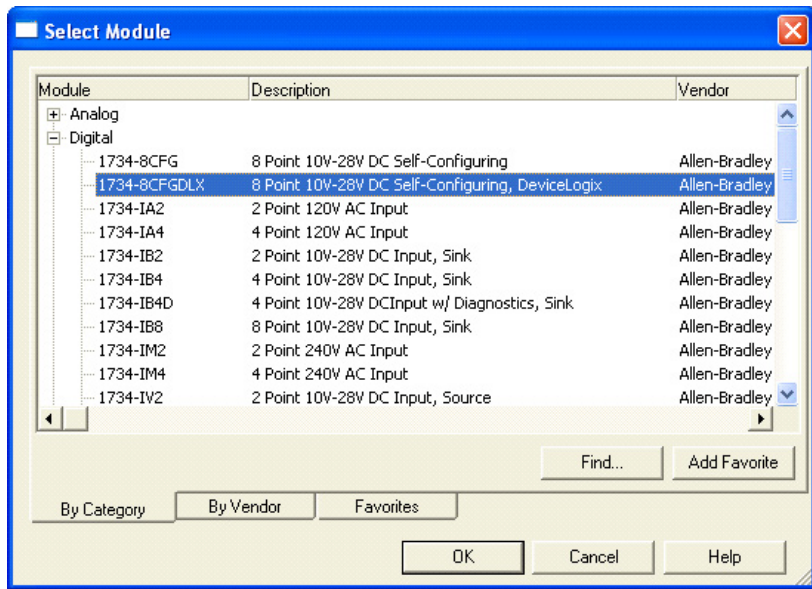 Select Module
Module Description Vendor
Analog
Digital
1734-8CFG 8 Point 10V-28V DC Self-Configuring Allen-Bradley
1734-8CFGDLX 8 Point 10V-28V DC Self-Configuring, DeviceLogix Allen-Bradley
1734-IA2 2 Point 120V AC Input Allen-Bradley
1734-IA4 4 Point 120V AC Input Allen-Bradley
1734-IB2 2 Point 10V-28V DC Input, Sink Allen-Bradley
1734-IB4 4 Point 10V-28V DC Input, Sink Allen-Bradley
1734-IB4D 4 Point 10V-28V DCInput w/ Diagnostics, Sink Allen-Bradley
1734-IB8 8 Point 10V-28V DC Input, Sink Allen-Bradley
1734-IM2 2 Point 240V AC Input Allen-Bradley
1734-IM4 4 Point 240V AC Input Allen-Bradley
1734-IV2 2 Point 10V-28V DC Input, Source Allen-Bradley
Find... Add Favorite
By Category By Vendor Favorites
OK Cancel Help